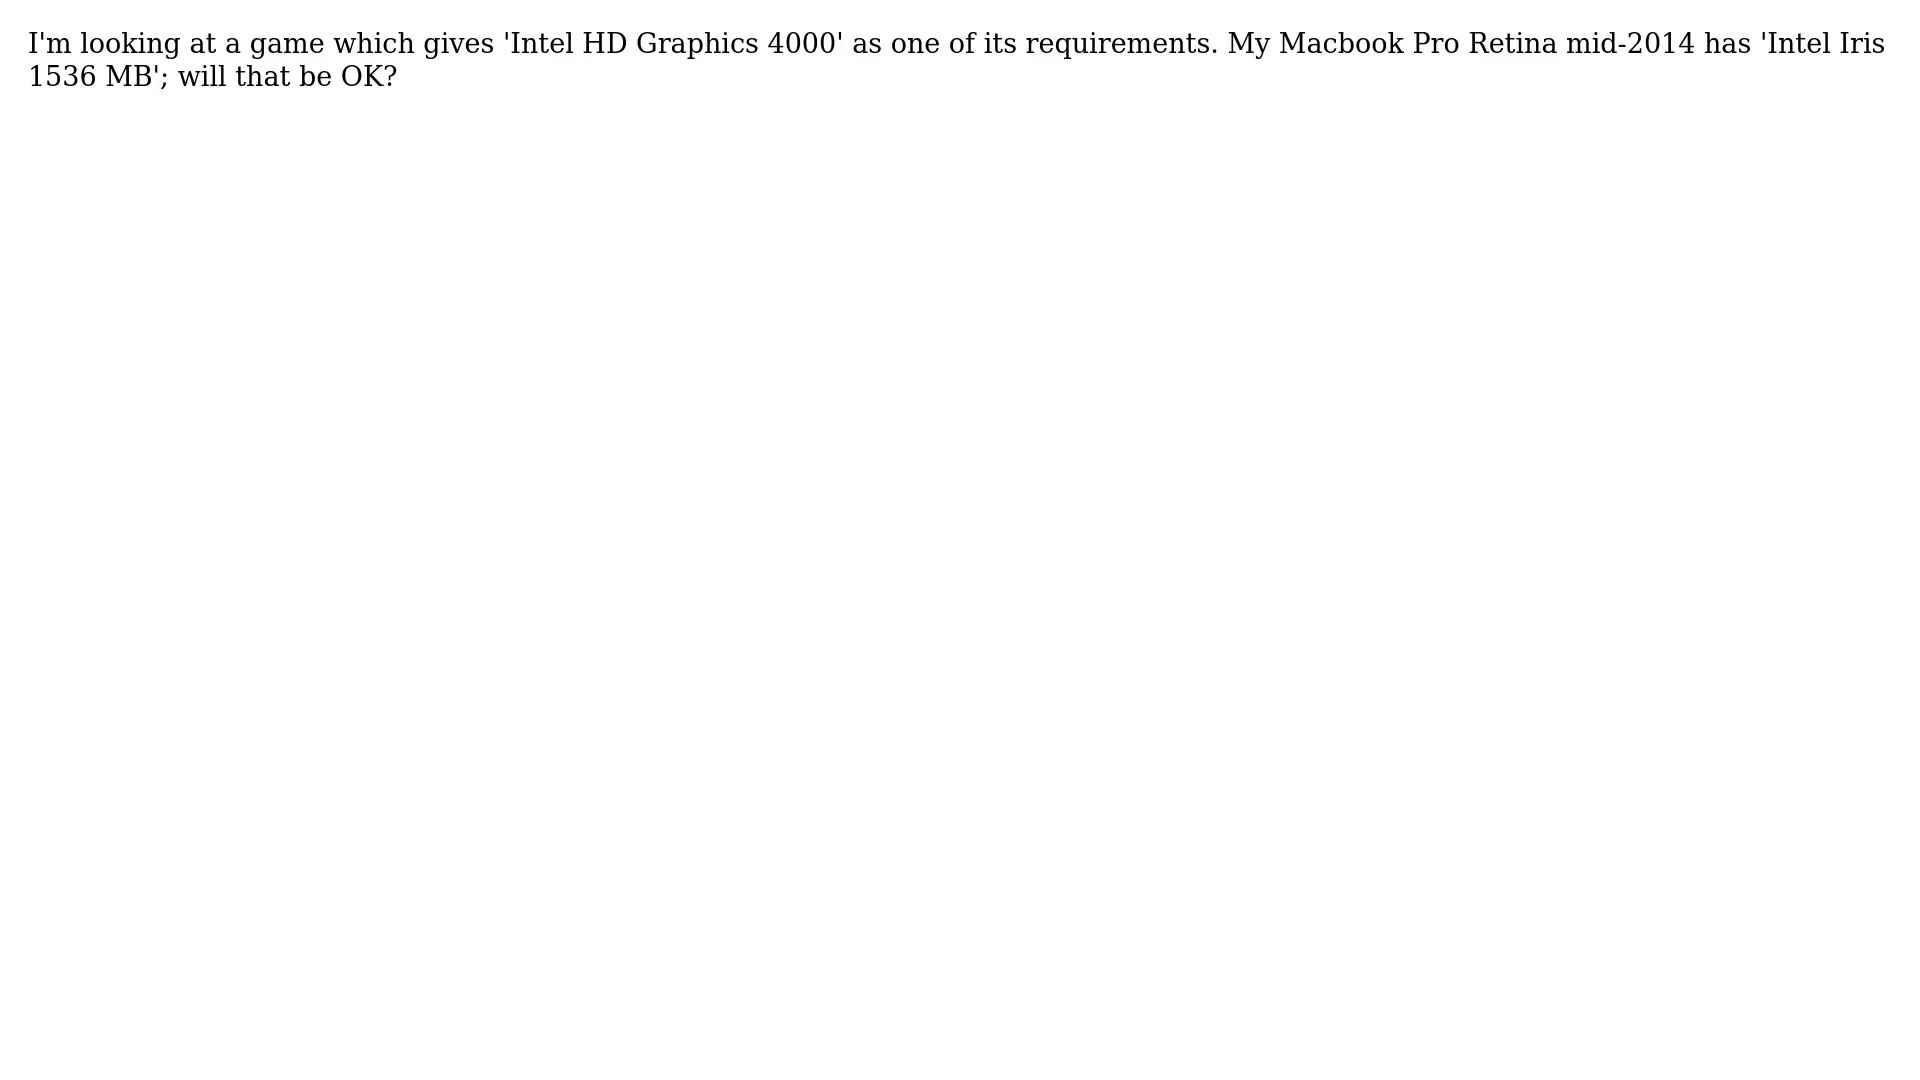 I'm looking at a game which gives 'Intel HD Graphics 4000' as one of its requirements. My Macbook Pro Retina mid-2014 has 'Intel Iris
1536 MB'; will that be OK?